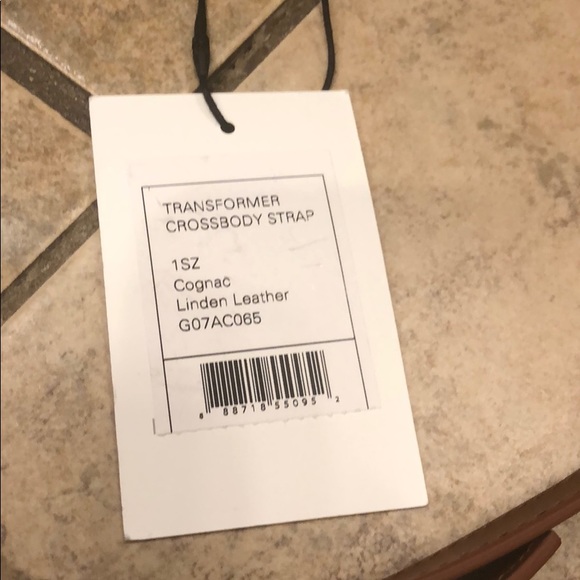 TRANSFORMER
CROSSBODY STRAP
1SZ
Cognac
Linden Leather
G07AC065
8 88718 55095 2